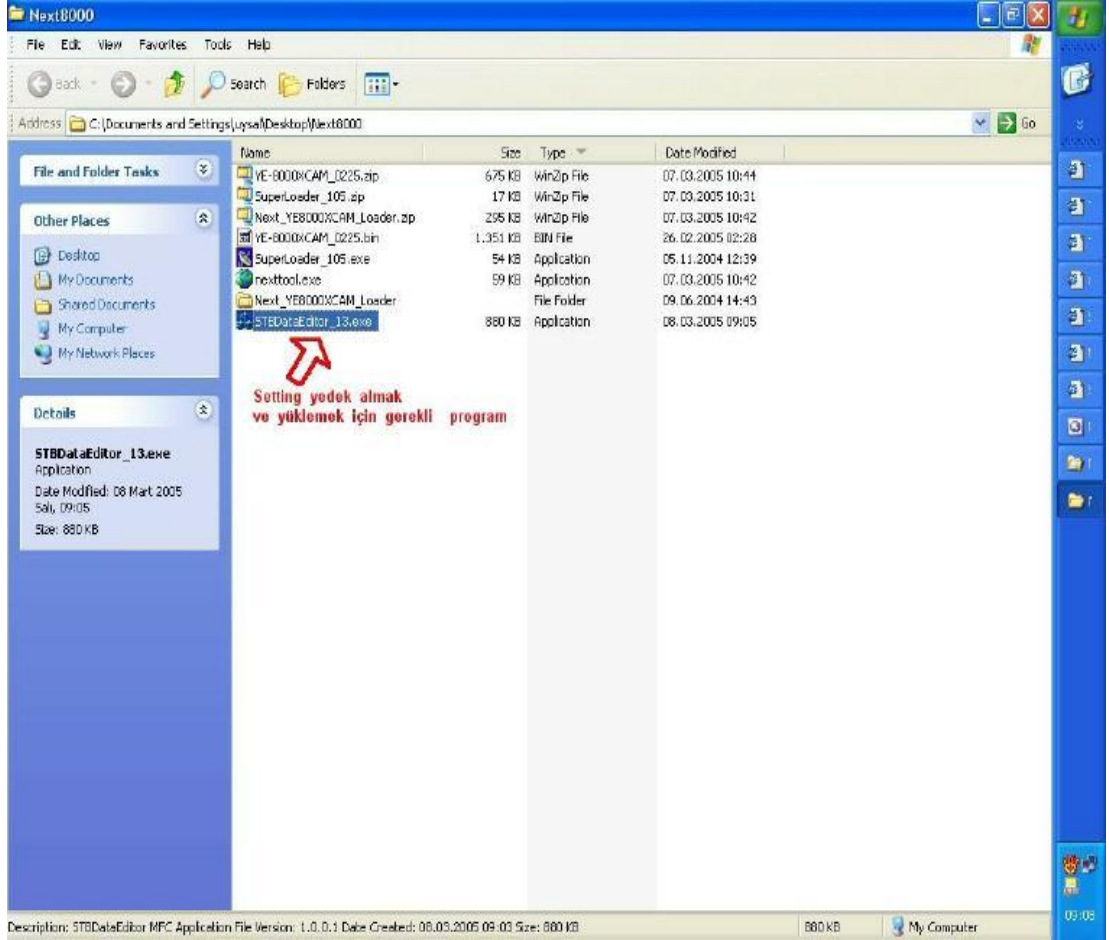 Next8000
File Edit View Favorites Tools Help
Back Search Folders
Address C:\Documents and Settings\uysal\Desktop\Next8000 Go
File and Folder Tasks
Other Places
Desktop
My Documents
Shared Documents
My Computer
My Network Places
Details
STBDataEditor_13.exe
Application
Date Modified: 08 Mart 2005
Salı, 09:05
Size: 880 KB
Name Size Type Date Modified
YE-8000XCAM_0225.zip 675 KB WinZip File 07.03.2005 10:44
SuperLoader_105.zip 17 KB WinZip File 07.03.2005 10:31
Next_YE8000XCAM_Loader.zip 295 KB WinZip File 07.03.2005 10:42
YE-8000XCAM_0225.bin 1.351 KB BIN File 26.02.2005 02:28
SuperLoader_105.exe 54 KB Application 05.11.2004 12:39
nexttool.exe 59 KB Application 07.03.2005 10:42
Next_YE8000XCAM_Loader File Folder 09.06.2004 14:43
STBDataEditor_13.exe 880 KB Application 08.03.2005 09:05
Setting yedek almak
ve yüklemek için gerekli program
Description: STBDataEditor MFC Application File Version: 1.0.0.1 Date Created: 08.03.2005 09:03 Size: 880 KB 880 KB My Computer